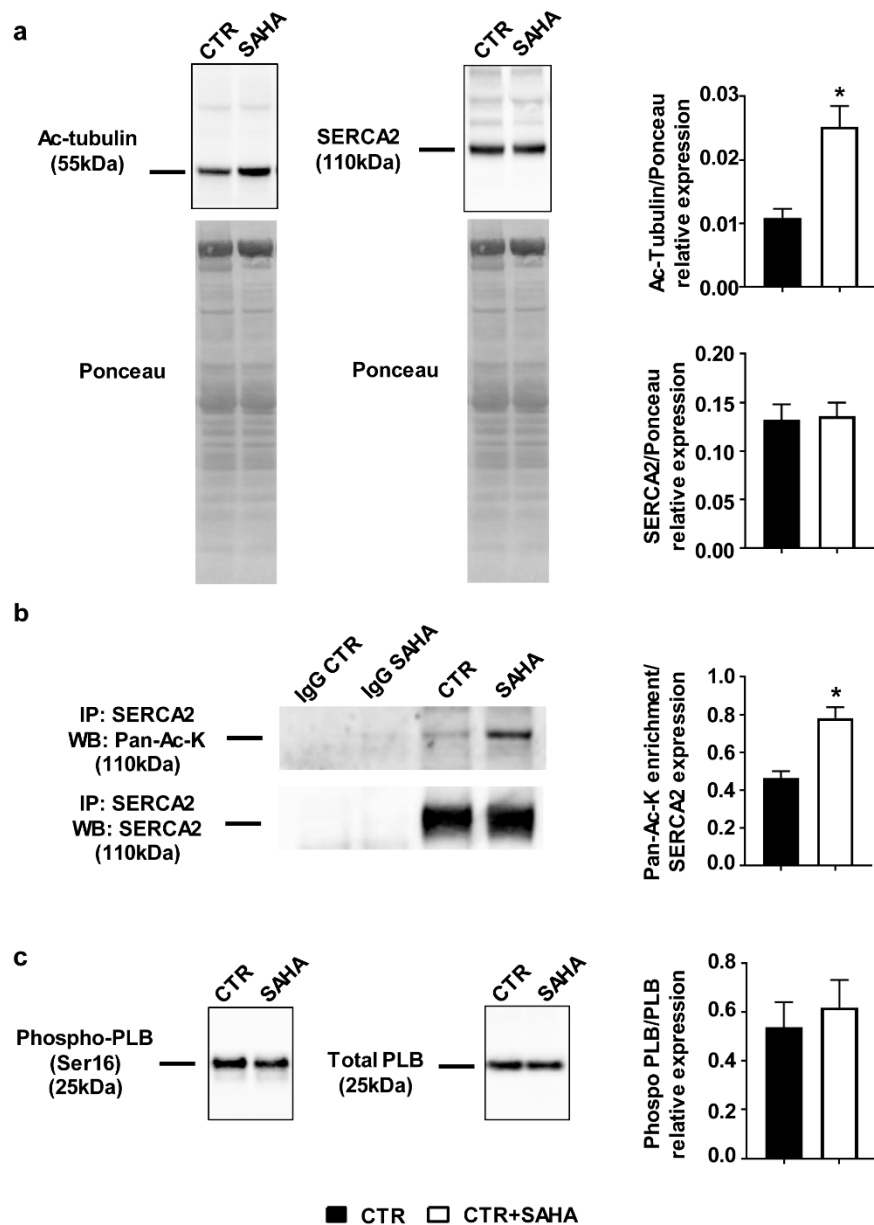 a
CTR SAHA
Ac-tubulin
(55kDa)
Ponceau
CTR SAHA
SERCA2
(110kDa)
Ponceau
Ac-Tubulin/Ponceau
relative expression
0.03
0.02
0.01
0.00
*
SERCA2/Ponceau
relative expression
0.20
0.15
0.10
0.05
0.00
b
IgG CTR IgG SAHA CTR SAHA
IP: SERCA2
WB: Pan-Ac-K
(110kDa)
IP: SERCA2
WB: SERCA2
(110kDa)
Pan-Ac-K enrichment/
SERCA2 expression
1.0
0.8
0.6
0.4
0.2
0.0
*
c
CTR SAHA
Phospho-PLB
(Ser16)
(25kDa)
CTR SAHA
Total PLB
(25kDa)
Phospo PLB/PLB
relative expression
0.8
0.6
0.4
0.2
0.0
CTR CTR+SAHA